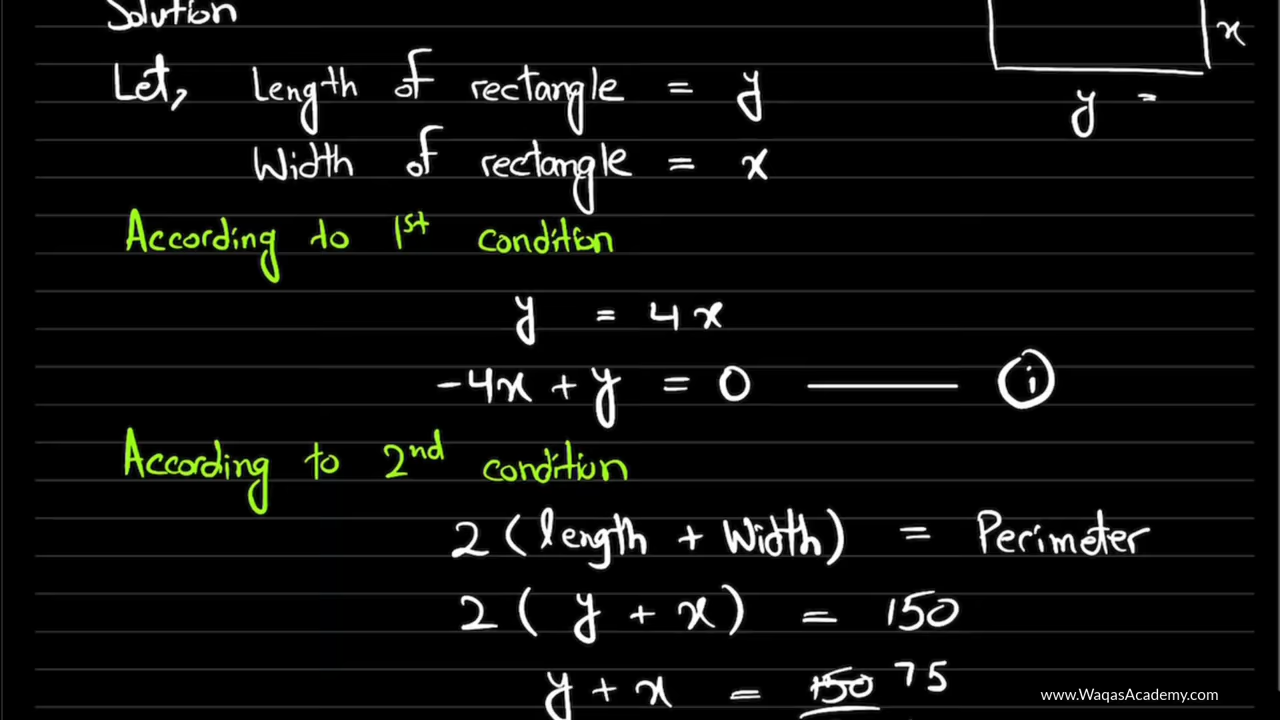 Solution
x
Let, Length of rectangle = y
y =
Width of rectangle = x
According to 1st condition
y = 4x
-4x + y = 0 ——— (i)
According to 2nd condition
2 (length + Width) = Perimeter
2 ( y + x ) = 150
y + x = 150 75
www.WaqasAcademy.com